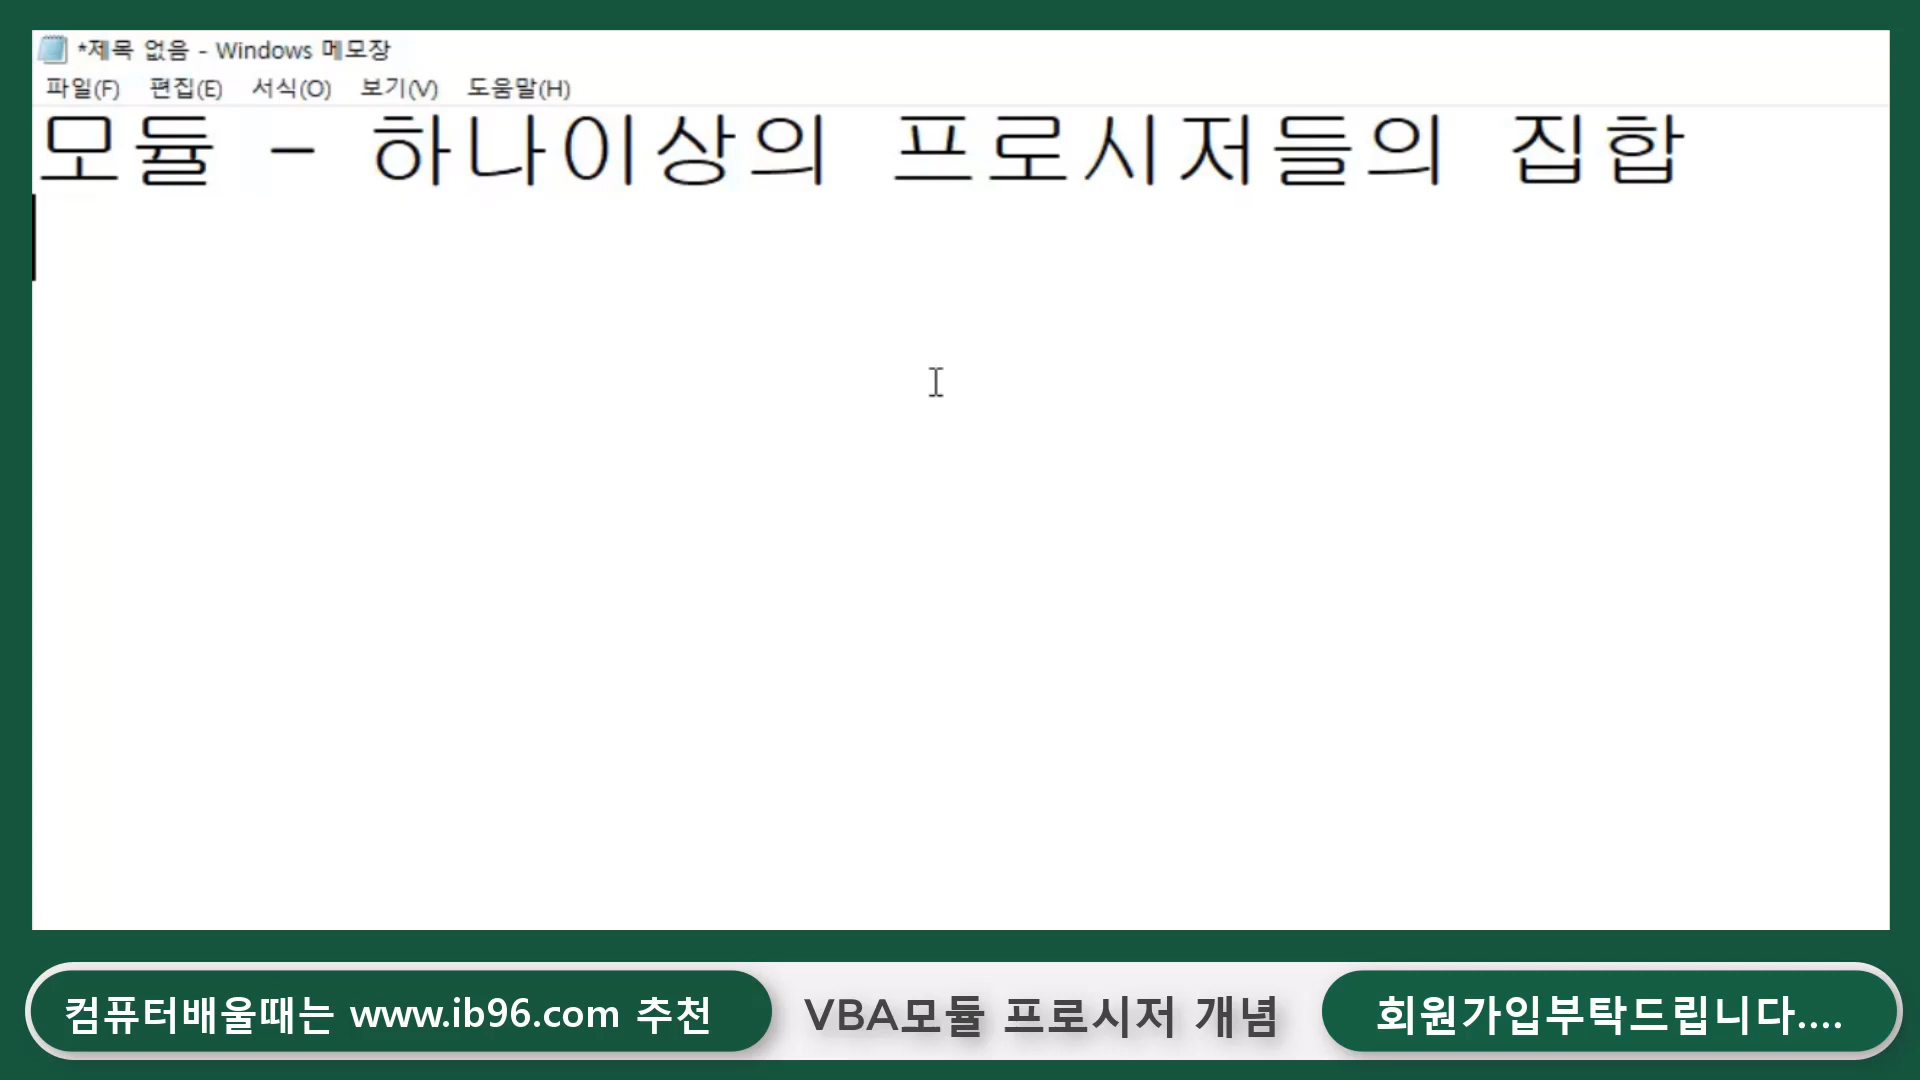 *제목 없음 - Windows 메모장
파일(F) 편집(E) 서식(O) 보기(V) 도움말(H)
모듈 - 하나이상의 프로시저들의 집합
컴퓨터배울때는 www.ib96.com 추천
VBA모듈 프로시저 개념
회원가입부탁드립니다....